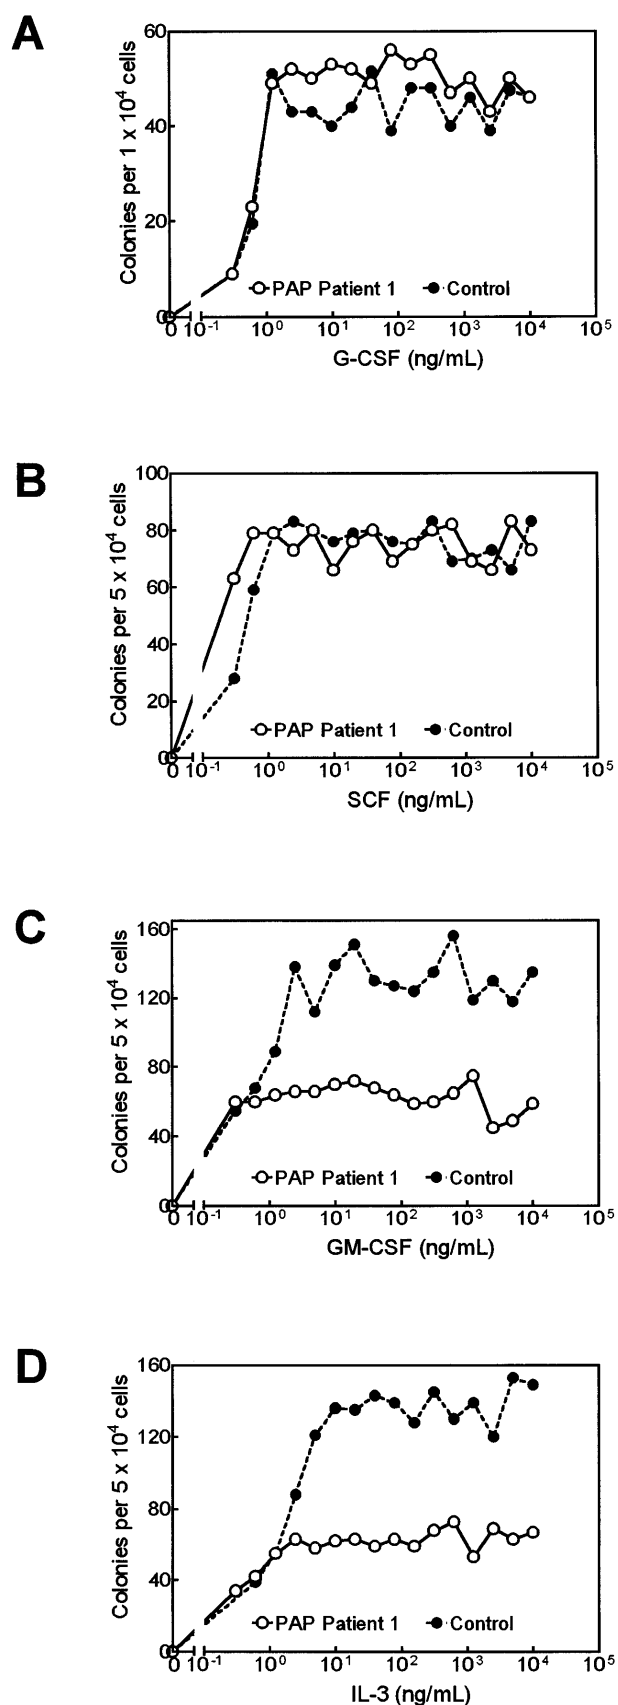 A
60
40
20
0
Colonies per 1 x 10⁴ cells
PAP Patient 1 Control
0 10⁻¹ 10⁰ 10¹ 10² 10³ 10⁴ 10⁵
G-CSF (ng/mL)
B
100
80
60
40
20
0
Colonies per 5 x 10⁴ cells
PAP Patient 1 Control
0 10⁻¹ 10⁰ 10¹ 10² 10³ 10⁴ 10⁵
SCF (ng/mL)
C
160
120
80
40
0
Colonies per 5 x 10⁴ cells
PAP Patient 1 Control
0 10⁻¹ 10⁰ 10¹ 10² 10³ 10⁴ 10⁵
GM-CSF (ng/mL)
D
160
120
80
40
0
Colonies per 5 x 10⁴ cells
PAP Patient 1 Control
0 10⁻¹ 10⁰ 10¹ 10² 10³ 10⁴ 10⁵
IL-3 (ng/mL)